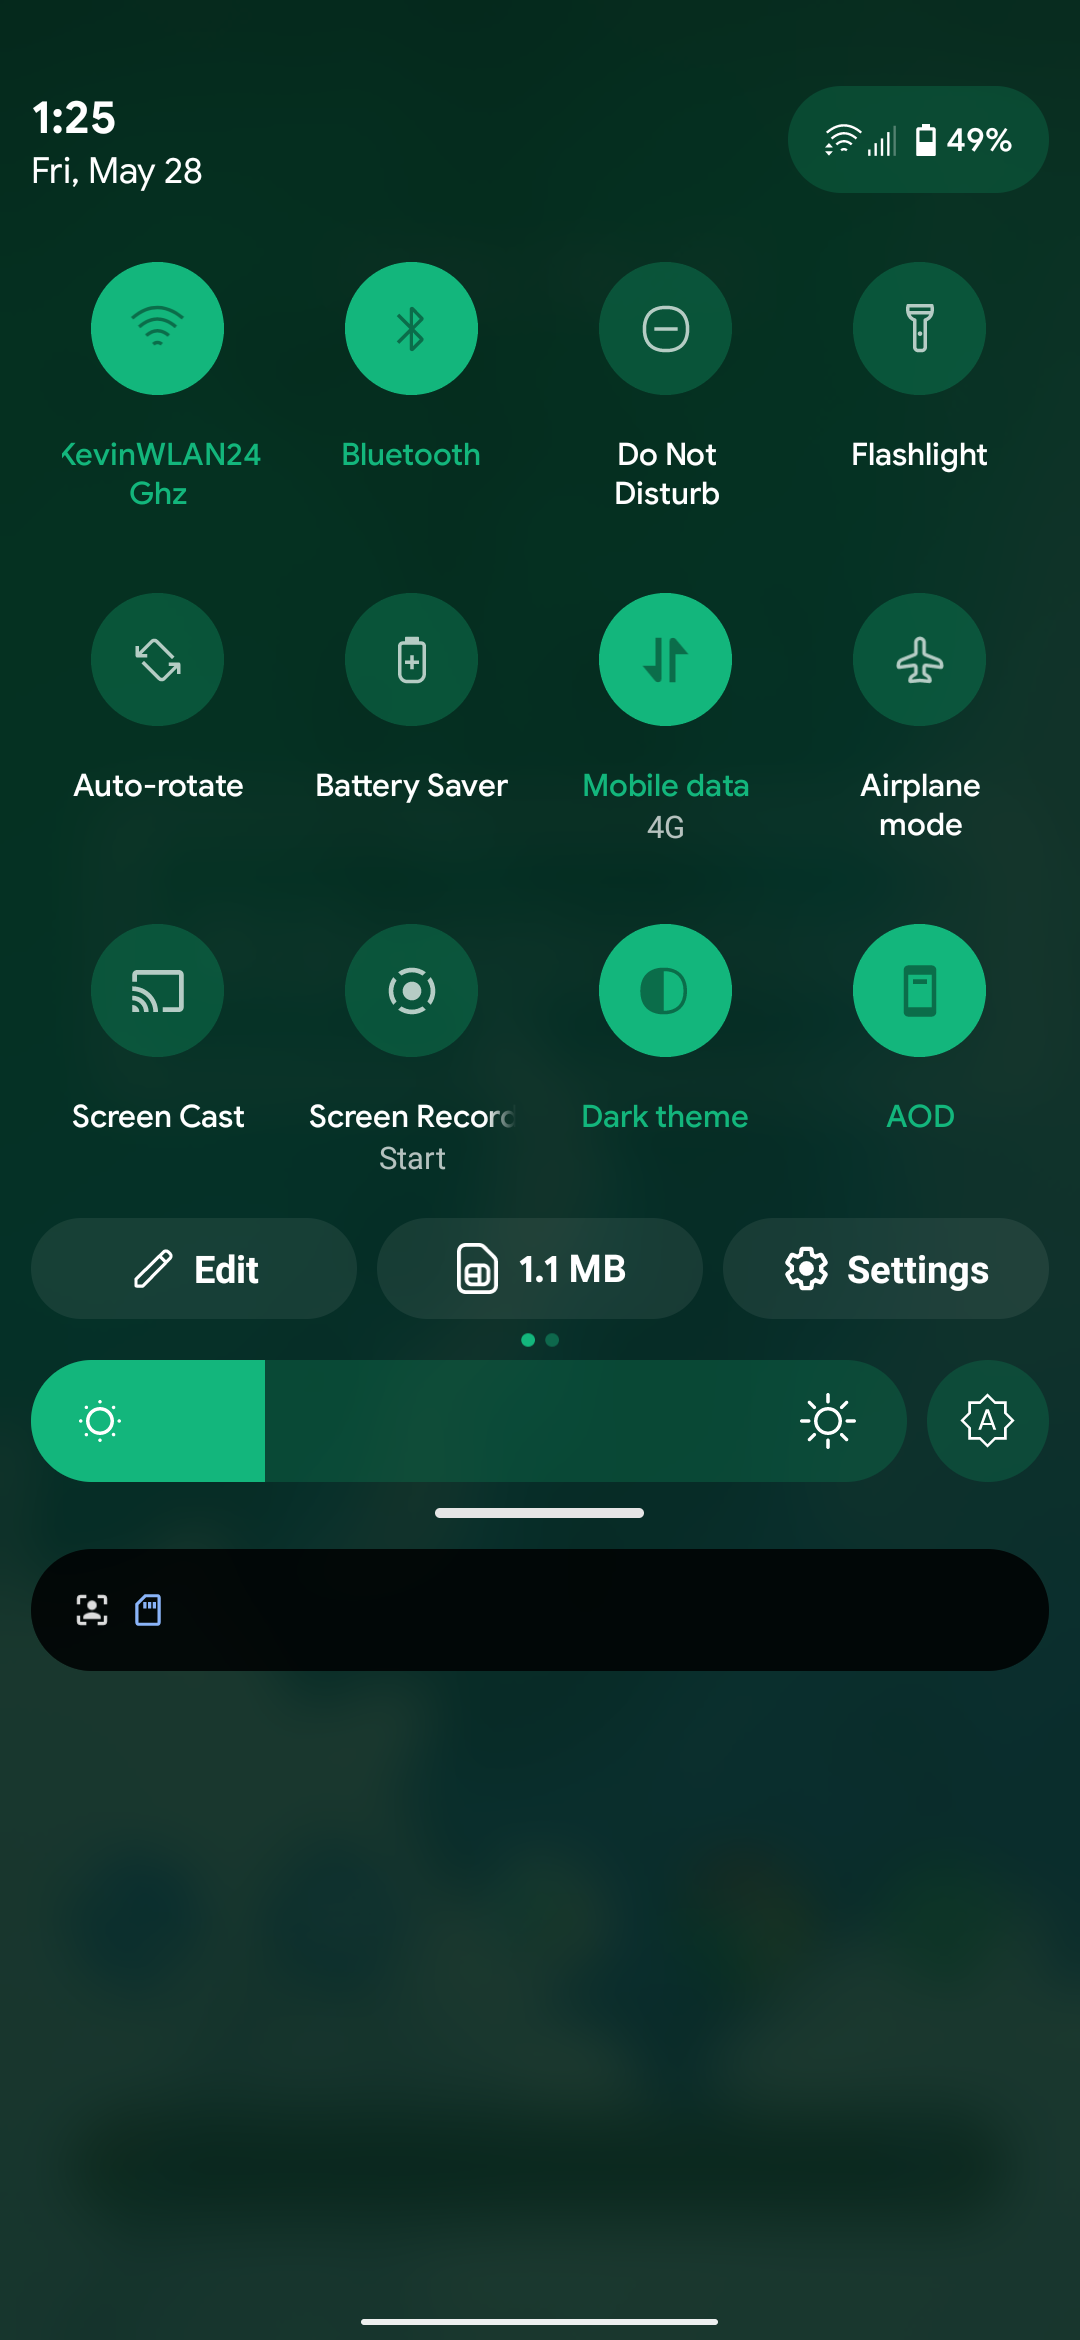 1:25
Fri, May 28
49%
KevinWLAN24
Ghz
Bluetooth
Do Not
Disturb
Flashlight
Auto-rotate
Battery Saver
Mobile data
4G
Airplane
mode
Screen Cast
Screen Record
Start
Dark theme
AOD
Edit
1.1 MB
Settings
A